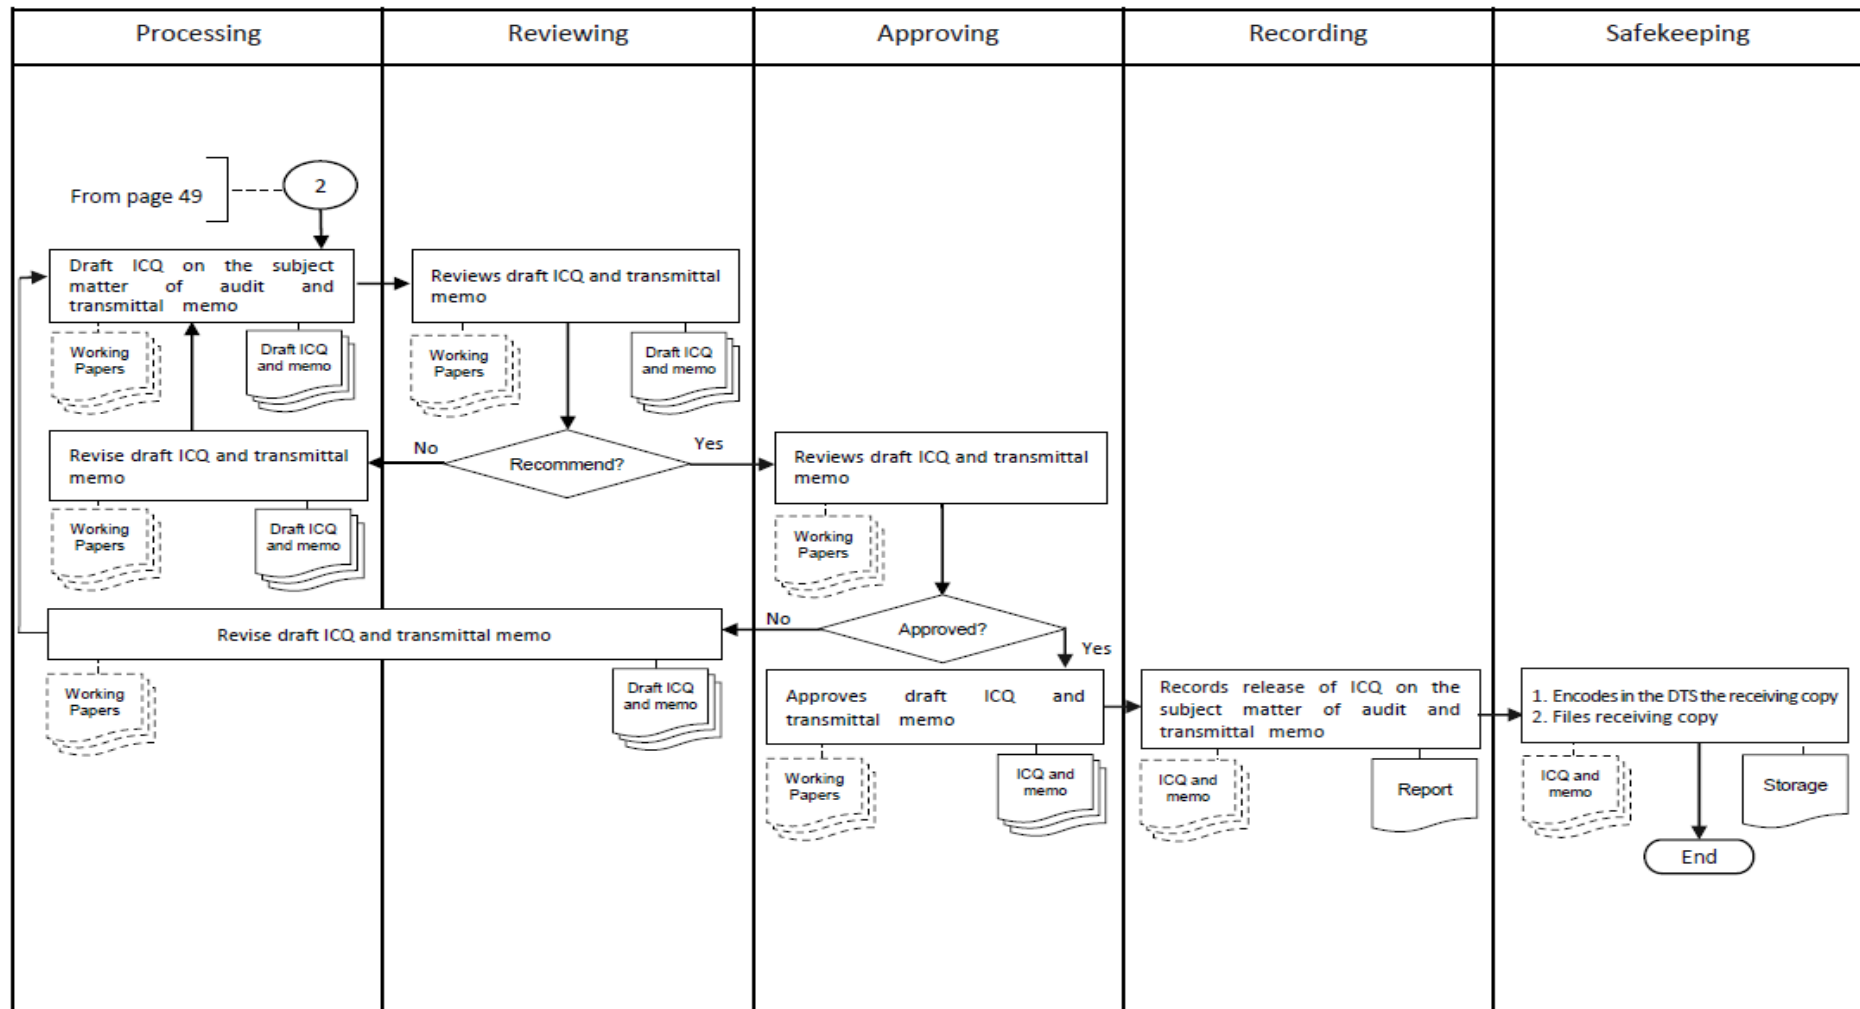 Processing
Reviewing
Approving
Recording
Safekeeping
From page 49
2
Draft ICQ on the subject
matter of audit and
transmittal memo
Working
Papers
Draft ICQ
and memo
Reviews draft ICQ and transmittal
memo
Working
Papers
Draft ICQ
and memo
Revise draft ICQ and transmittal
memo
Working
Papers
Draft ICQ
and memo
No
Recommend?
Yes
Reviews draft ICQ and transmittal
memo
Working
Papers
Revise draft ICQ and transmittal memo
Working
Papers
Draft ICQ
and memo
No
Approved?
Yes
Approves draft ICQ and
transmittal memo
Working
Papers
ICQ and
memo
Records release of ICQ on the
subject matter of audit and
transmittal memo
ICQ and
memo
Report
1. Encodes in the DTS the receiving copy
2. Files receiving copy
ICQ and
memo
Storage
End